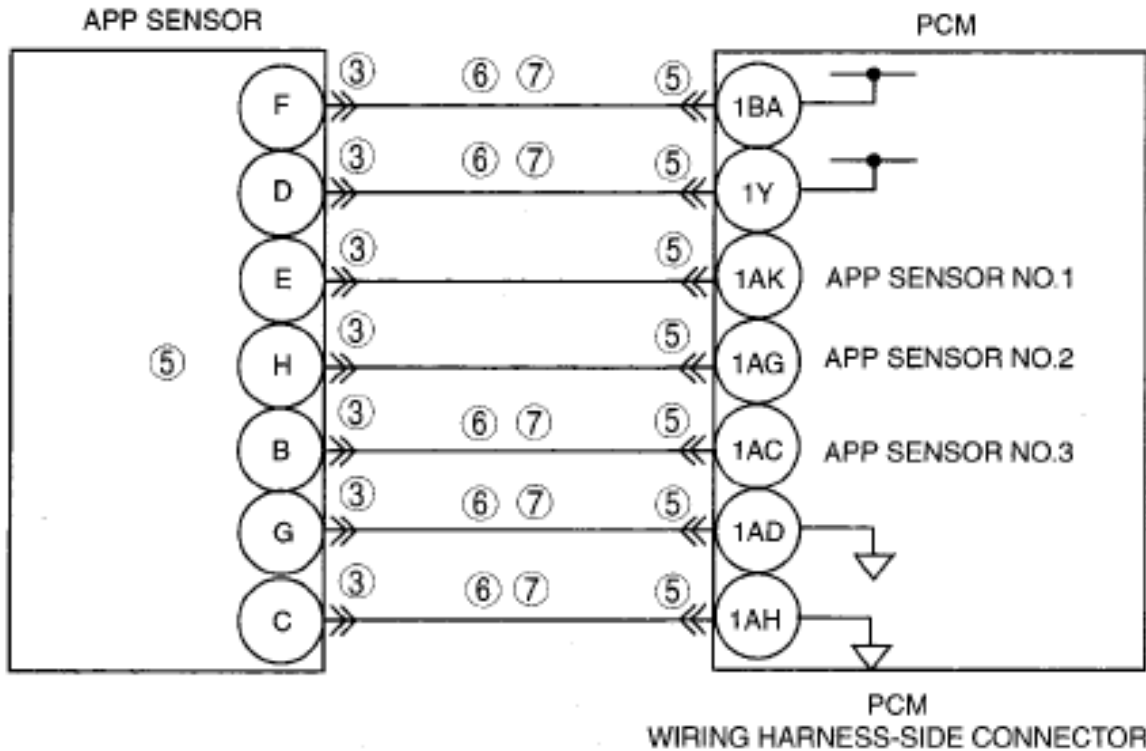 APP SENSOR PCM
③ ⑥ ⑦ ⑤
F 1BA
③ ⑥ ⑦ ⑤
D 1Y
③ ⑤
E 1AK APP SENSOR NO.1
③ ⑤
⑤ H 1AG APP SENSOR NO.2
③ ⑥ ⑦ ⑤
B 1AC APP SENSOR NO.3
③ ⑥ ⑦ ⑤
G 1AD
③ ⑥ ⑦ ⑤
C 1AH
PCM
WIRING HARNESS-SIDE CONNECTOR